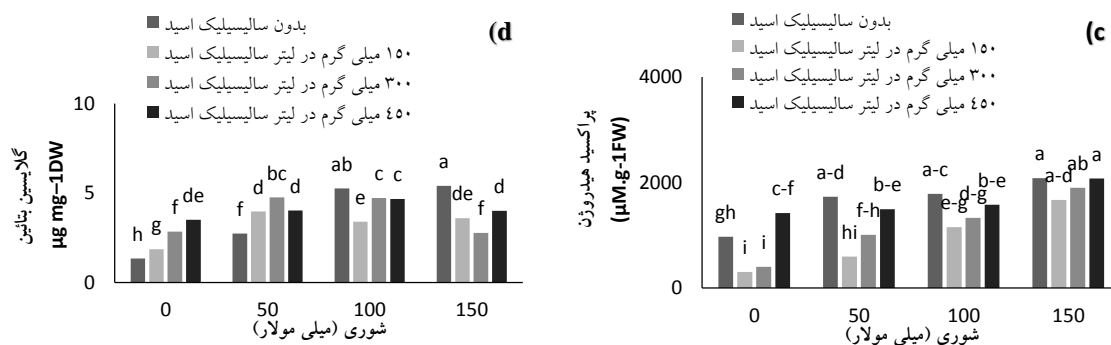 (d
بدون سالیسیلیک اسید
۱۵۰ میلی گرم در لیتر سالیسیلیک اسید
۳۰۰ میلی گرم در لیتر سالیسیلیک اسید
٤٥٠ میلی گرم در لیتر سالیسیلیک اسید
گلایسین بتائین
µg mg–1DW
10
5
0
h g f de
f d bc d
ab e c c
a de f d
0 50 100 150
شوری (میلی مولار)
(c
بدون سالیسیلیک اسید
۱۵۰ میلی گرم در لیتر سالیسیلیک اسید
۳۰۰ میلی گرم در لیتر سالیسیلیک اسید
٤٥٠ میلی گرم در لیتر سالیسیلیک اسید
پراکسید هیدروژن
(µM.g-1FW)
4000
2000
0
gh i i c-f
a-d hi f-h b-e
a-c e-g d-g b-e
a a-d ab a
0 50 100 150
شوری (میلی مولار)